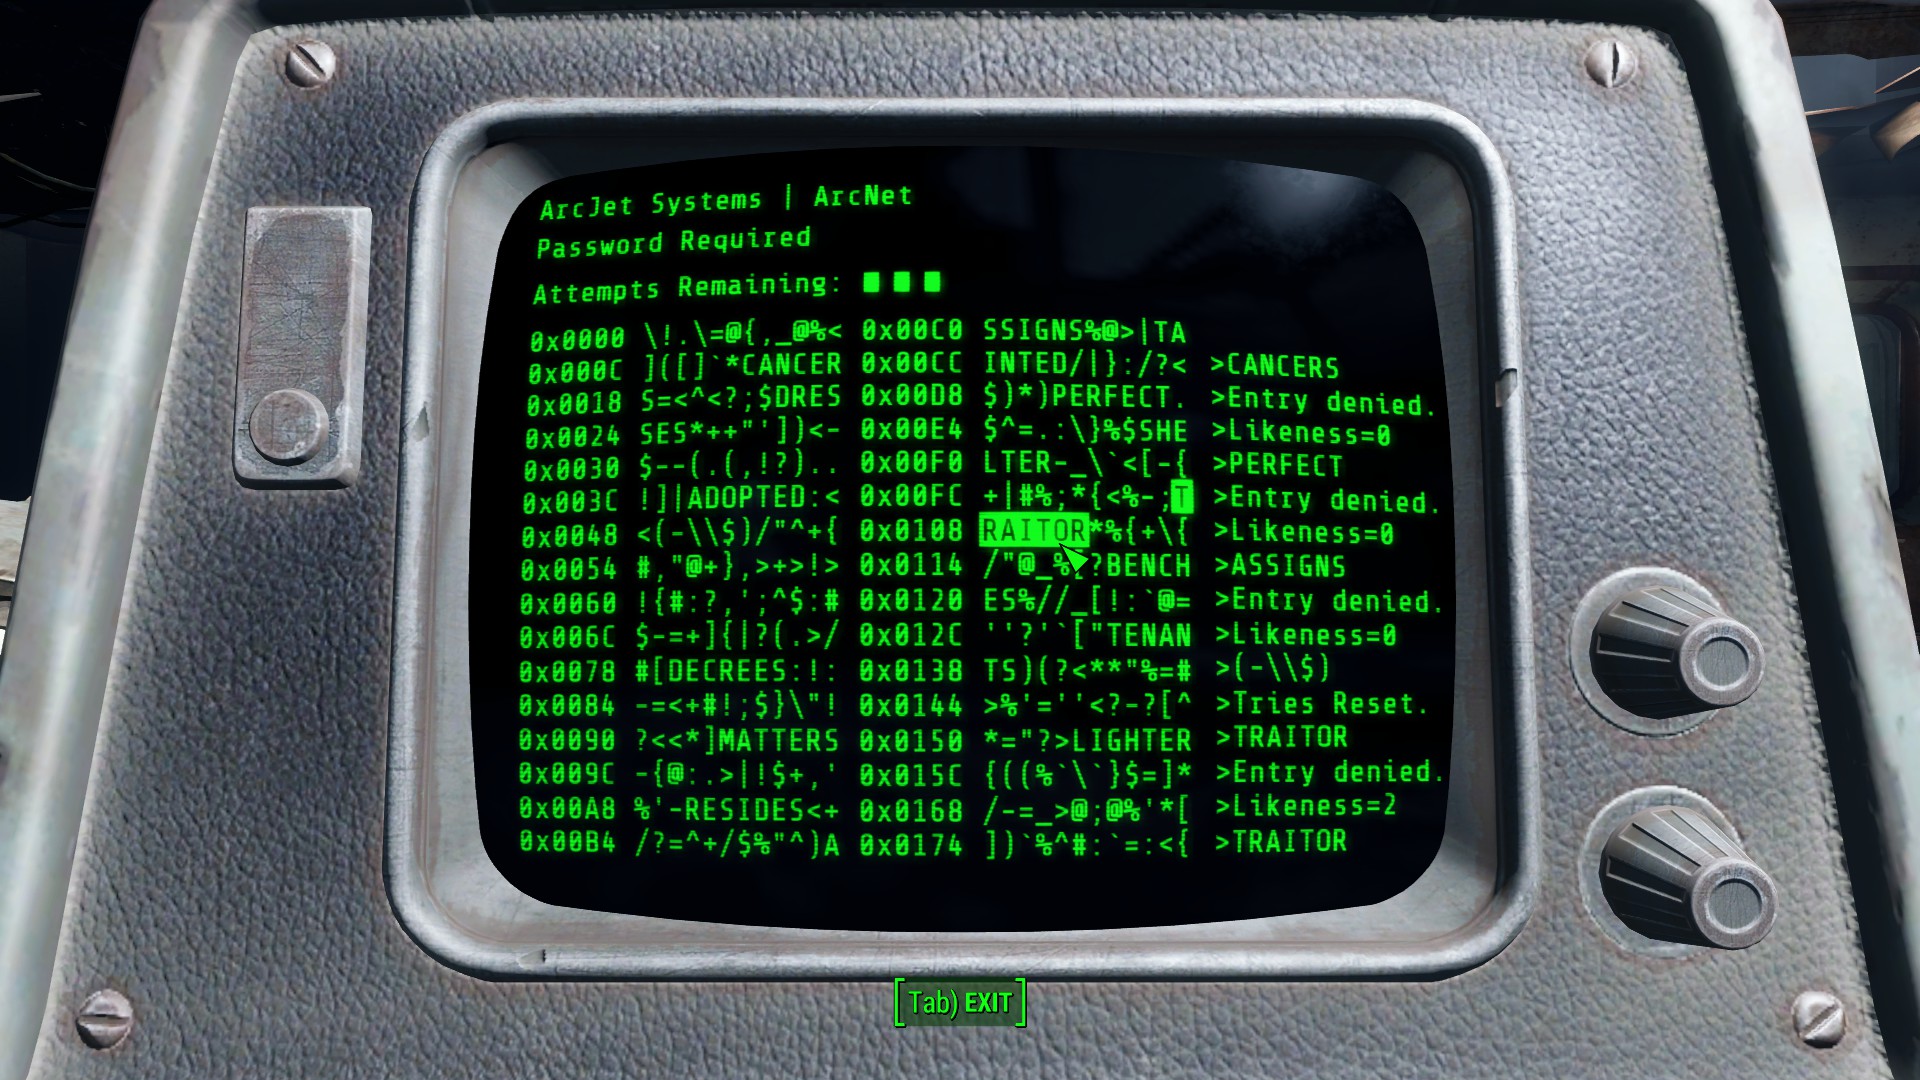 ArcJet Systems | ArcNet
Password Required
Attempts Remaining: ■ ■ ■
0x0000 \!.\=@{,_@%< 0x00C0 SSIGNS%@>|TA
0x000C ]([]`*CANCER 0x00CC INTED/|}:/?< >CANCERS
0x0018 S=<^<?;$DRES 0x00D8 $)*)PERFECT. >Entry denied.
0x0024 SES*++"'])<- 0x00E4 $^=.:\}%$SHE >Likeness=0
0x0030 $--(.(,!?).. 0x00F0 LTER-_\`<[-{ >PERFECT
0x003C !]|ADOPTED:< 0x00FC +|#%;*{<%-;T >Entry denied.
0x0048 <(-\\$)/"^+{ 0x0108 RAITOR*%{+\{ >Likeness=0
0x0054 #,"@+},>+>!> 0x0114 /"@_%[?BENCH >ASSIGNS
0x0060 !{#:?,';^$:# 0x0120 ES%//_[!:`@= >Entry denied.
0x006C $-=+]{|?(.>/ 0x012C ''?'`["TENAN >Likeness=0
0x0078 #[DECREES:!: 0x0138 TS)(?<**"%=# >(-\\$)
0x0084 -=<+#!;$}\"! 0x0144 >%'=''<?-?[^ >Tries Reset.
0x0090 ?<<*]MATTERS 0x0150 *="?>LIGHTER >TRAITOR
0x009C -{@:.>|!$+,' 0x015C {((%`\`}$=]* >Entry denied.
0x00A8 %'-RESIDES<+ 0x0168 /-=_>@;@%'*[ >Likeness=2
0x00B4 /?=^+/$%"^)A 0x0174 ])`%^#:`=:<{ >TRAITOR
[Tab) EXIT]